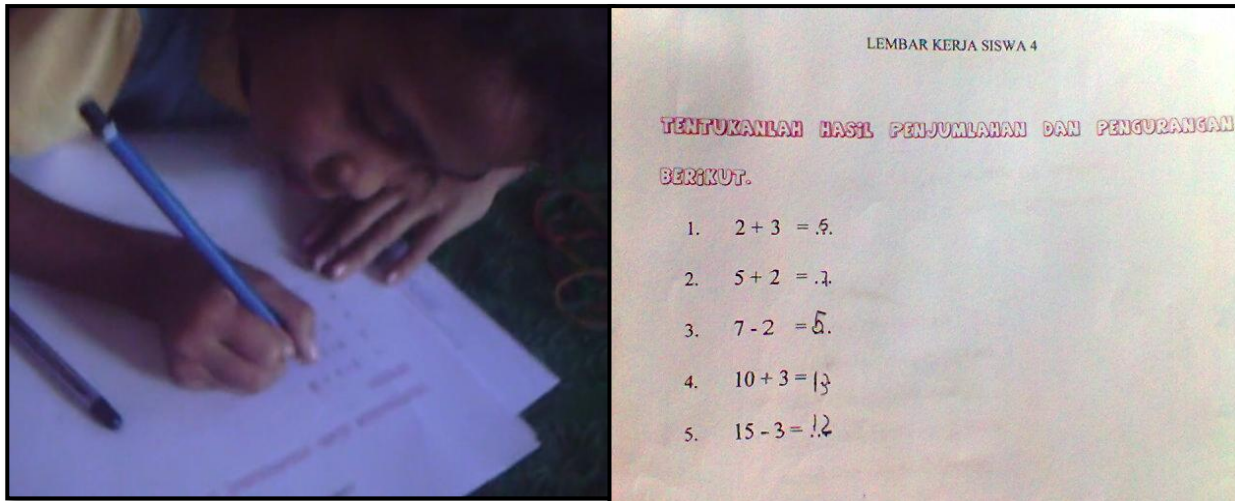 LEMBAR KERJA SISWA 4
TENTUKANLAH HASIL PENJUMLAHAN DAN PENGURANGAN
BERIKUT.
1. 2 + 3 = .5.
2. 5 + 2 = .7.
3. 7 - 2 = 5.
4. 10 + 3 = 13
5. 15 - 3 = 12